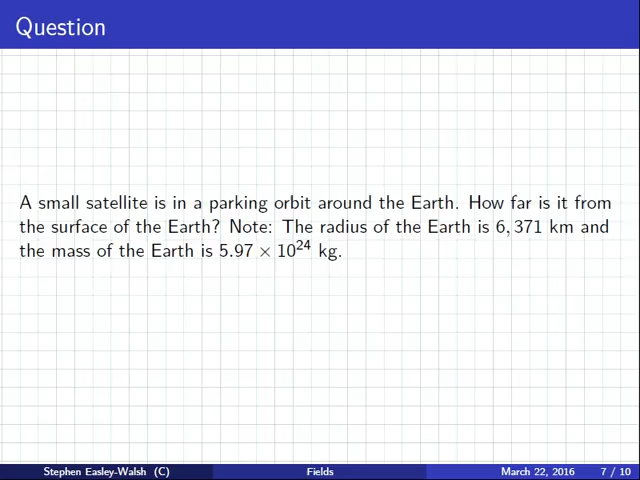 Question
A small satellite is in a parking orbit around the Earth. How far is it from
the surface of the Earth? Note: The radius of the Earth is 6, 371 km and
the mass of the Earth is 5.97 × 10²⁴ kg.
Stephen Easley-Walsh (C) Fields March 22, 2016 7 / 10